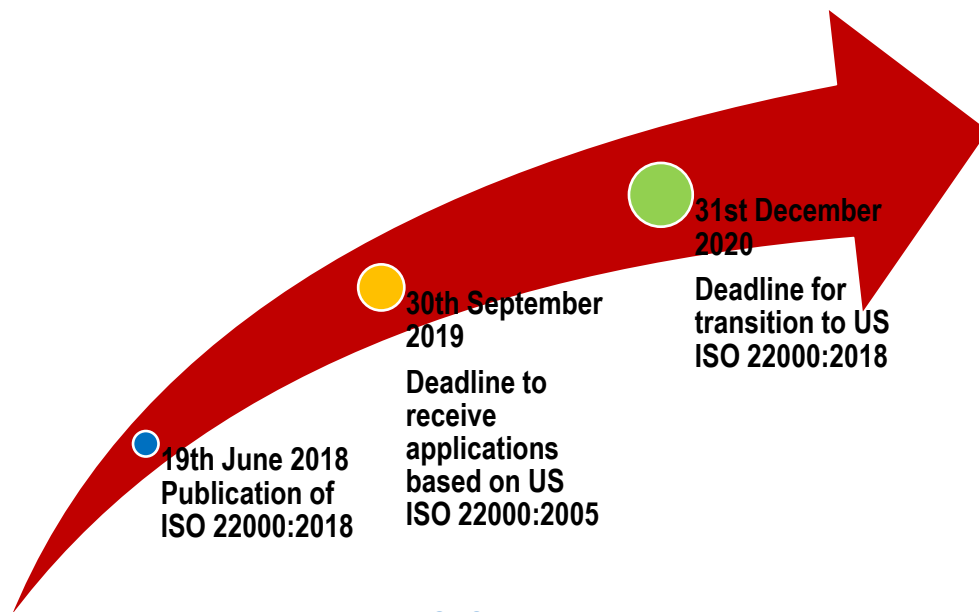 19th June 2018
Publication of
ISO 22000:2018
30th September
2019
Deadline to
receive
applications
based on US
ISO 22000:2005
31st December
2020
Deadline for
transition to US
ISO 22000:2018